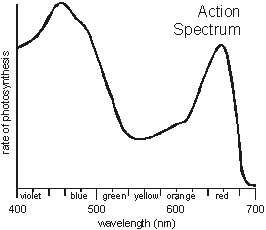 Action
Spectrum
rate of photosynthesis
violet blue green yellow orange red
400 500 600 700
wavelength (nm)